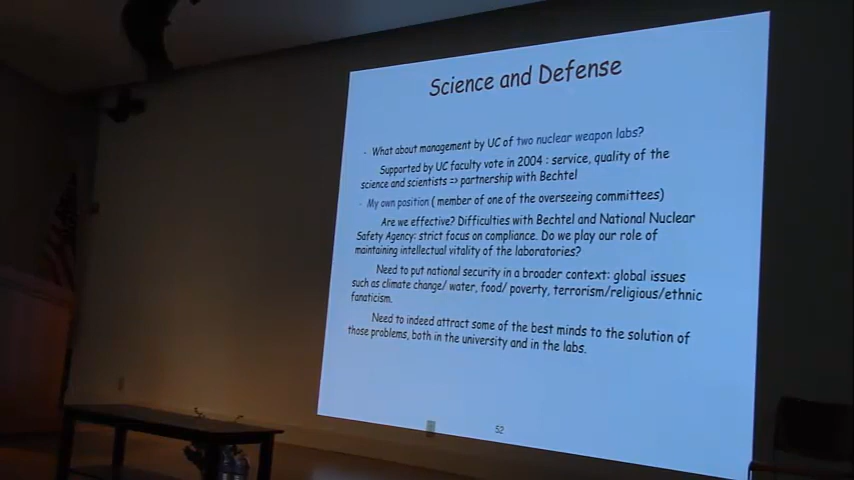 Science and Defense
- What about management by UC of two nuclear weapon labs?
Supported by UC faculty vote in 2004 : service, quality of the
science and scientists => partnership with Bechtel
- My own position ( member of one of the overseeing committees)
Are we effective? Difficulties with Bechtel and National Nuclear
Safety Agency: strict focus on compliance. Do we play our role of
maintaining intellectual vitality of the laboratories?
Need to put national security in a broader context: global issues
such as climate change/ water, food/ poverty, terrorism/religious/ethnic
fanaticism.
Need to indeed attract some of the best minds to the solution of
those problems, both in the university and in the labs.
52